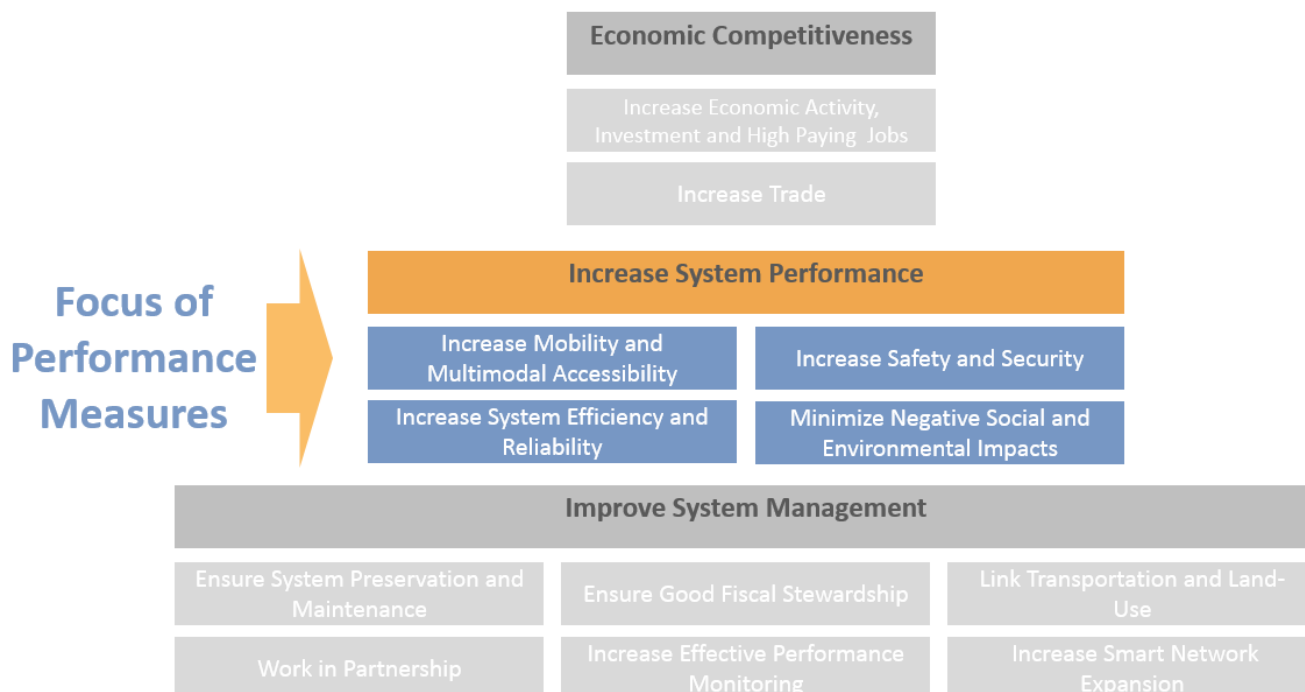 Economic Competitiveness
Increase Economic Activity,
Investment and High Paying Jobs
Increase Trade
Focus of
Performance
Measures
Increase System Performance
Increase Mobility and
Multimodal Accessibility
Increase Safety and Security
Increase System Efficiency and
Reliability
Minimize Negative Social and
Environmental Impacts
Improve System Management
Ensure System Preservation and
Maintenance
Ensure Good Fiscal Stewardship
Link Transportation and Land-
Use
Work in Partnership
Increase Effective Performance
Monitoring
Increase Smart Network
Expansion